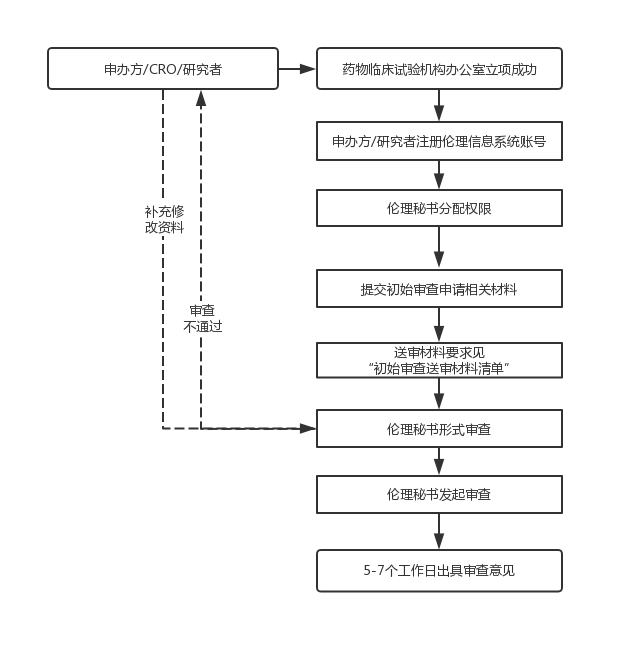 申办方/CRO/研究者
药物临床试验机构办公室立项成功
申办方/研究者注册伦理信息系统账号
伦理秘书分配权限
补充修
改资料
提交初始审查申请相关材料
审查
不通过
送审材料要求见
“初始审查送审材料清单”
伦理秘书形式审查
伦理秘书发起审查
5-7个工作日出具审查意见